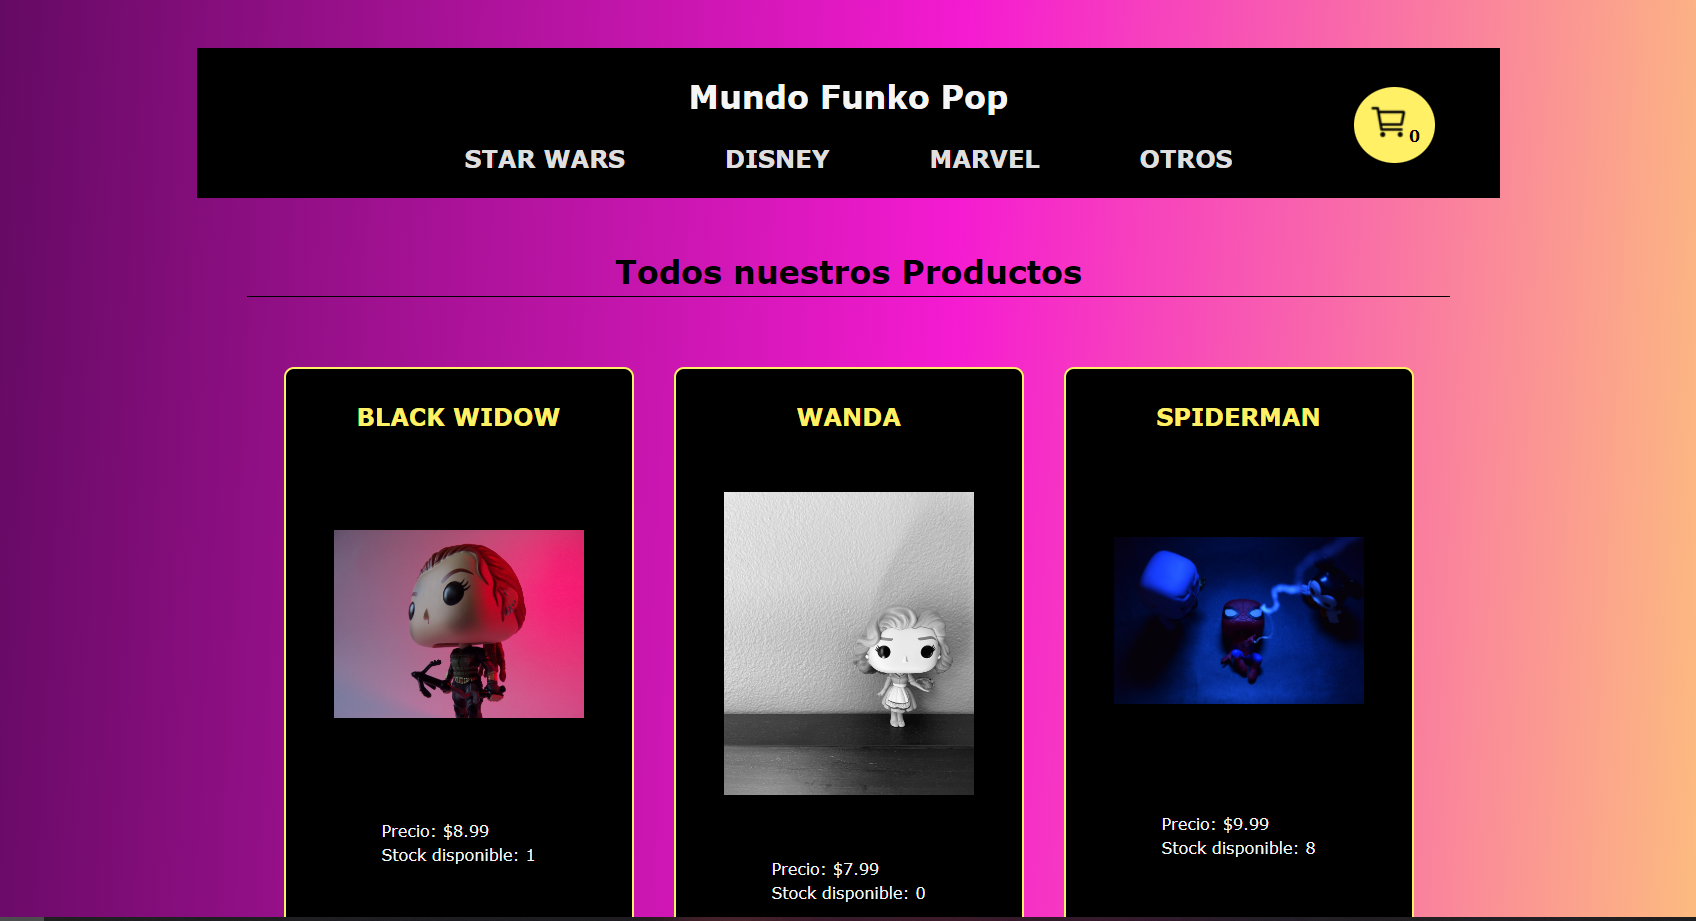 Mundo Funko Pop
0
STAR WARS DISNEY MARVEL OTROS
Todos nuestros Productos
BLACK WIDOW
Precio: $8.99
Stock disponible: 1
WANDA
Precio: $7.99
Stock disponible: 0
SPIDERMAN
Precio: $9.99
Stock disponible: 8